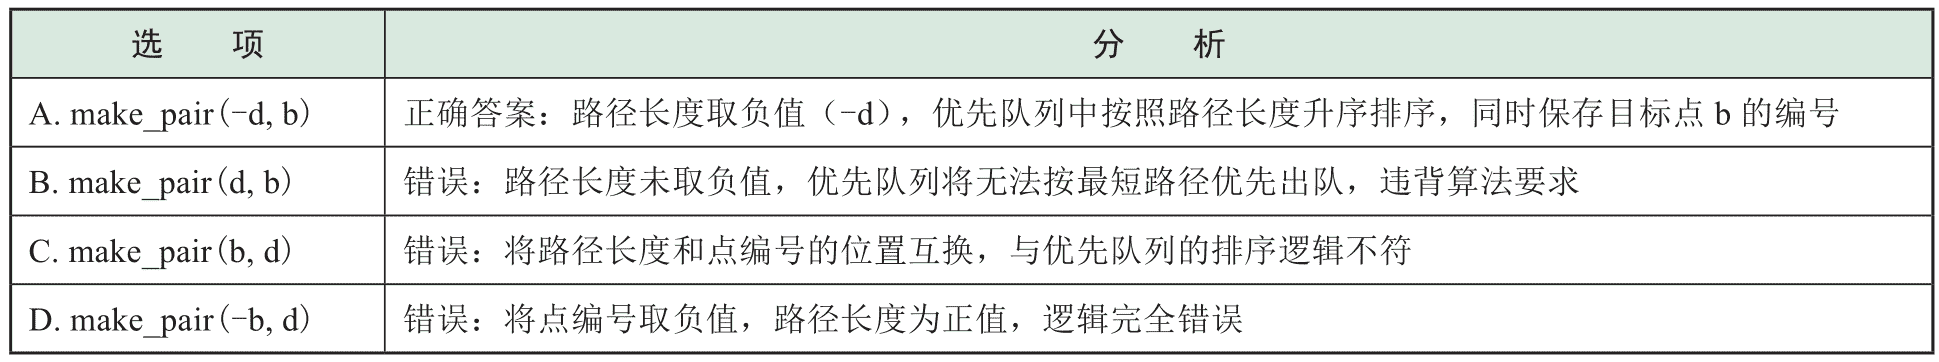 选　　项　　分　　析
A. make_pair(-d, b)　正确答案：路径长度取负值（-d），优先队列中按照路径长度升序排序，同时保存目标点 b 的编号
B. make_pair(d, b)　错误：路径长度未取负值，优先队列将无法按最短路径优先出队，违背算法要求
C. make_pair(b, d)　错误：将路径长度和点编号的位置互换，与优先队列的排序逻辑不符
D. make_pair(-b, d)　错误：将点编号取负值，路径长度为正值，逻辑完全错误